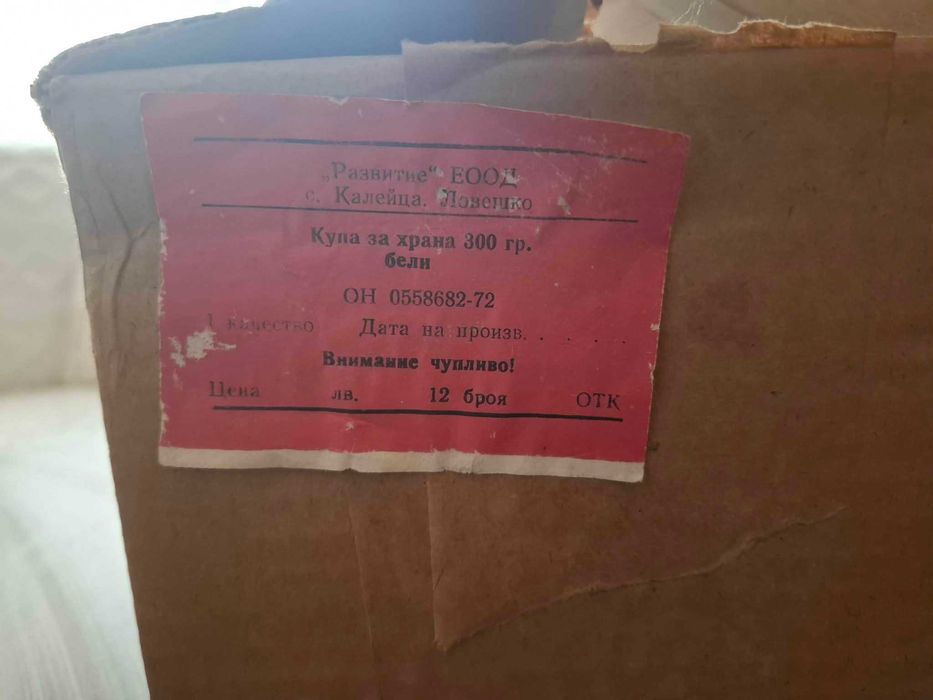 „Развитие“ ЕООД
с. Калейца. Ловешко
Купа за храна 300 гр.
бели
ОН 0558682-72
1 качество Дата на произв. . . . .
Внимание чупливо!
Цена лв. 12 броя ОТК